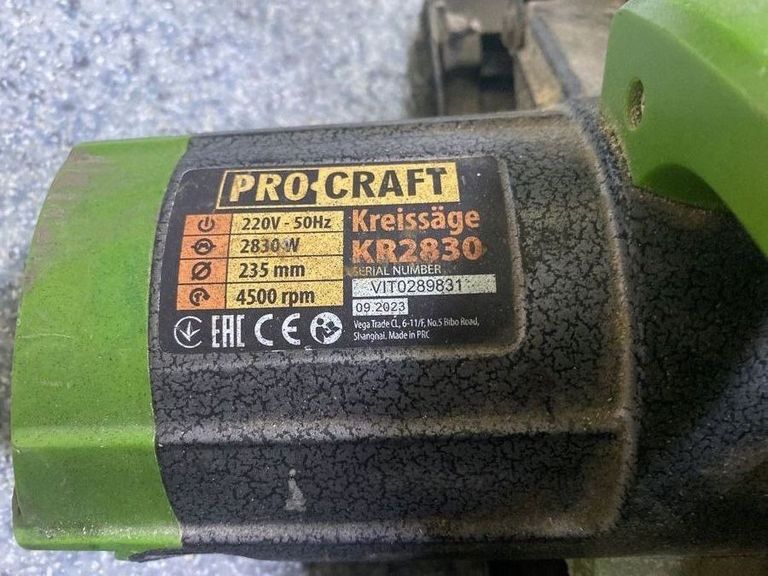 PRO·CRAFT
220V - 50Hz
2830 W
235 mm
4500 rpm
Kreissäge
KR2830
SERIAL NUMBER
VIT0289831
09.2023
EAC CE
Vega Trade CL, 6-11/F, No.5 Bibo Road,
Shanghai. Made in PRC